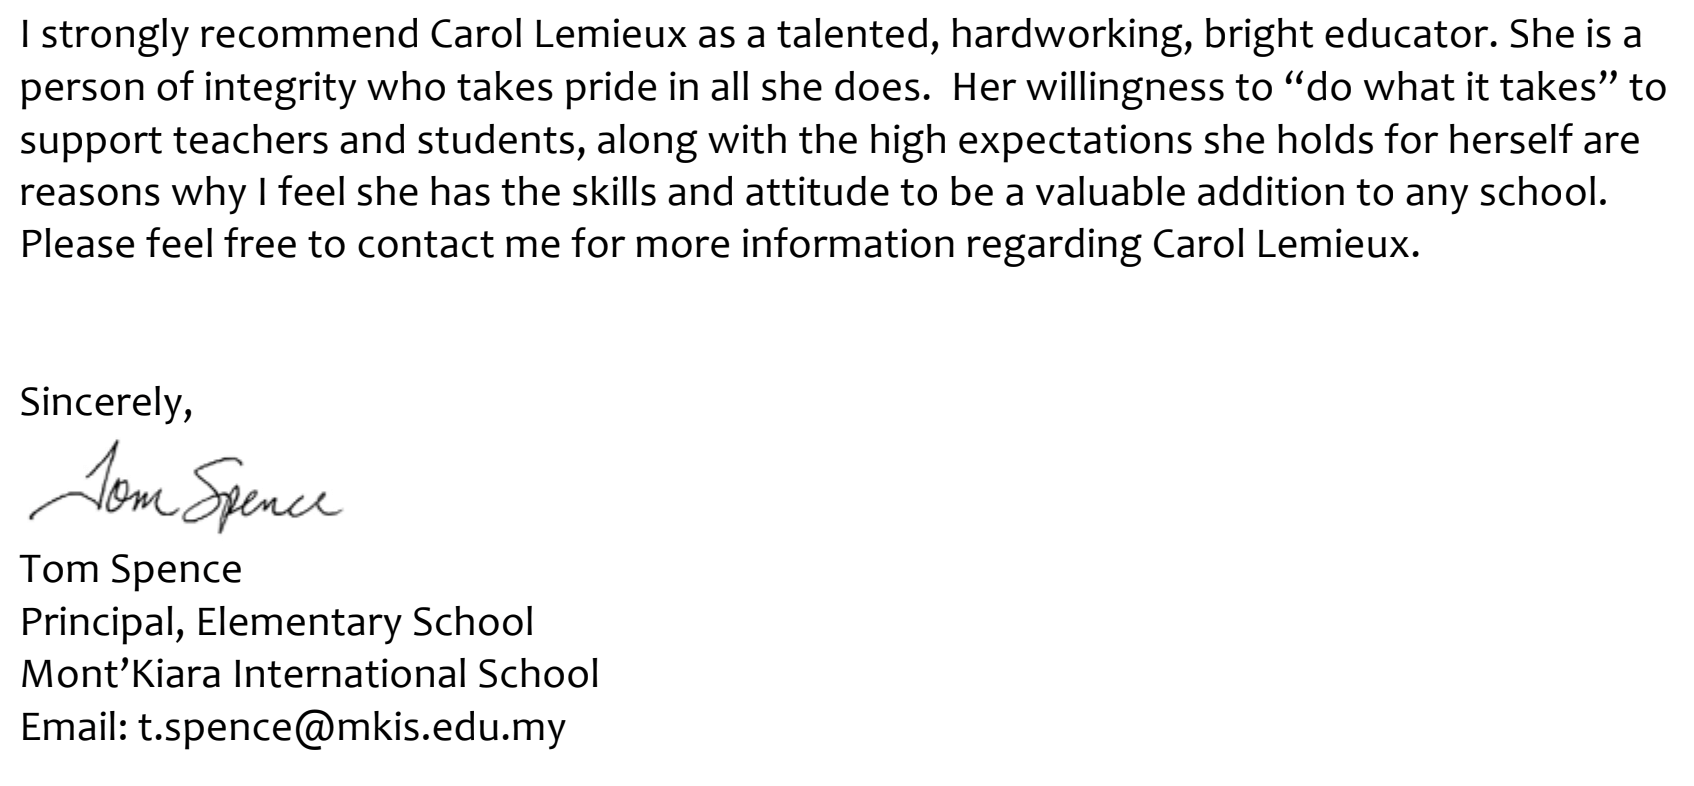 I strongly recommend Carol Lemieux as a talented, hardworking, bright educator. She is a
person of integrity who takes pride in all she does.  Her willingness to “do what it takes” to
support teachers and students, along with the high expectations she holds for herself are
reasons why I feel she has the skills and attitude to be a valuable addition to any school.
Please feel free to contact me for more information regarding Carol Lemieux.
Sincerely,
Tom Spence
Tom Spence
Principal, Elementary School
Mont’Kiara International School
Email: t.spence@mkis.edu.my